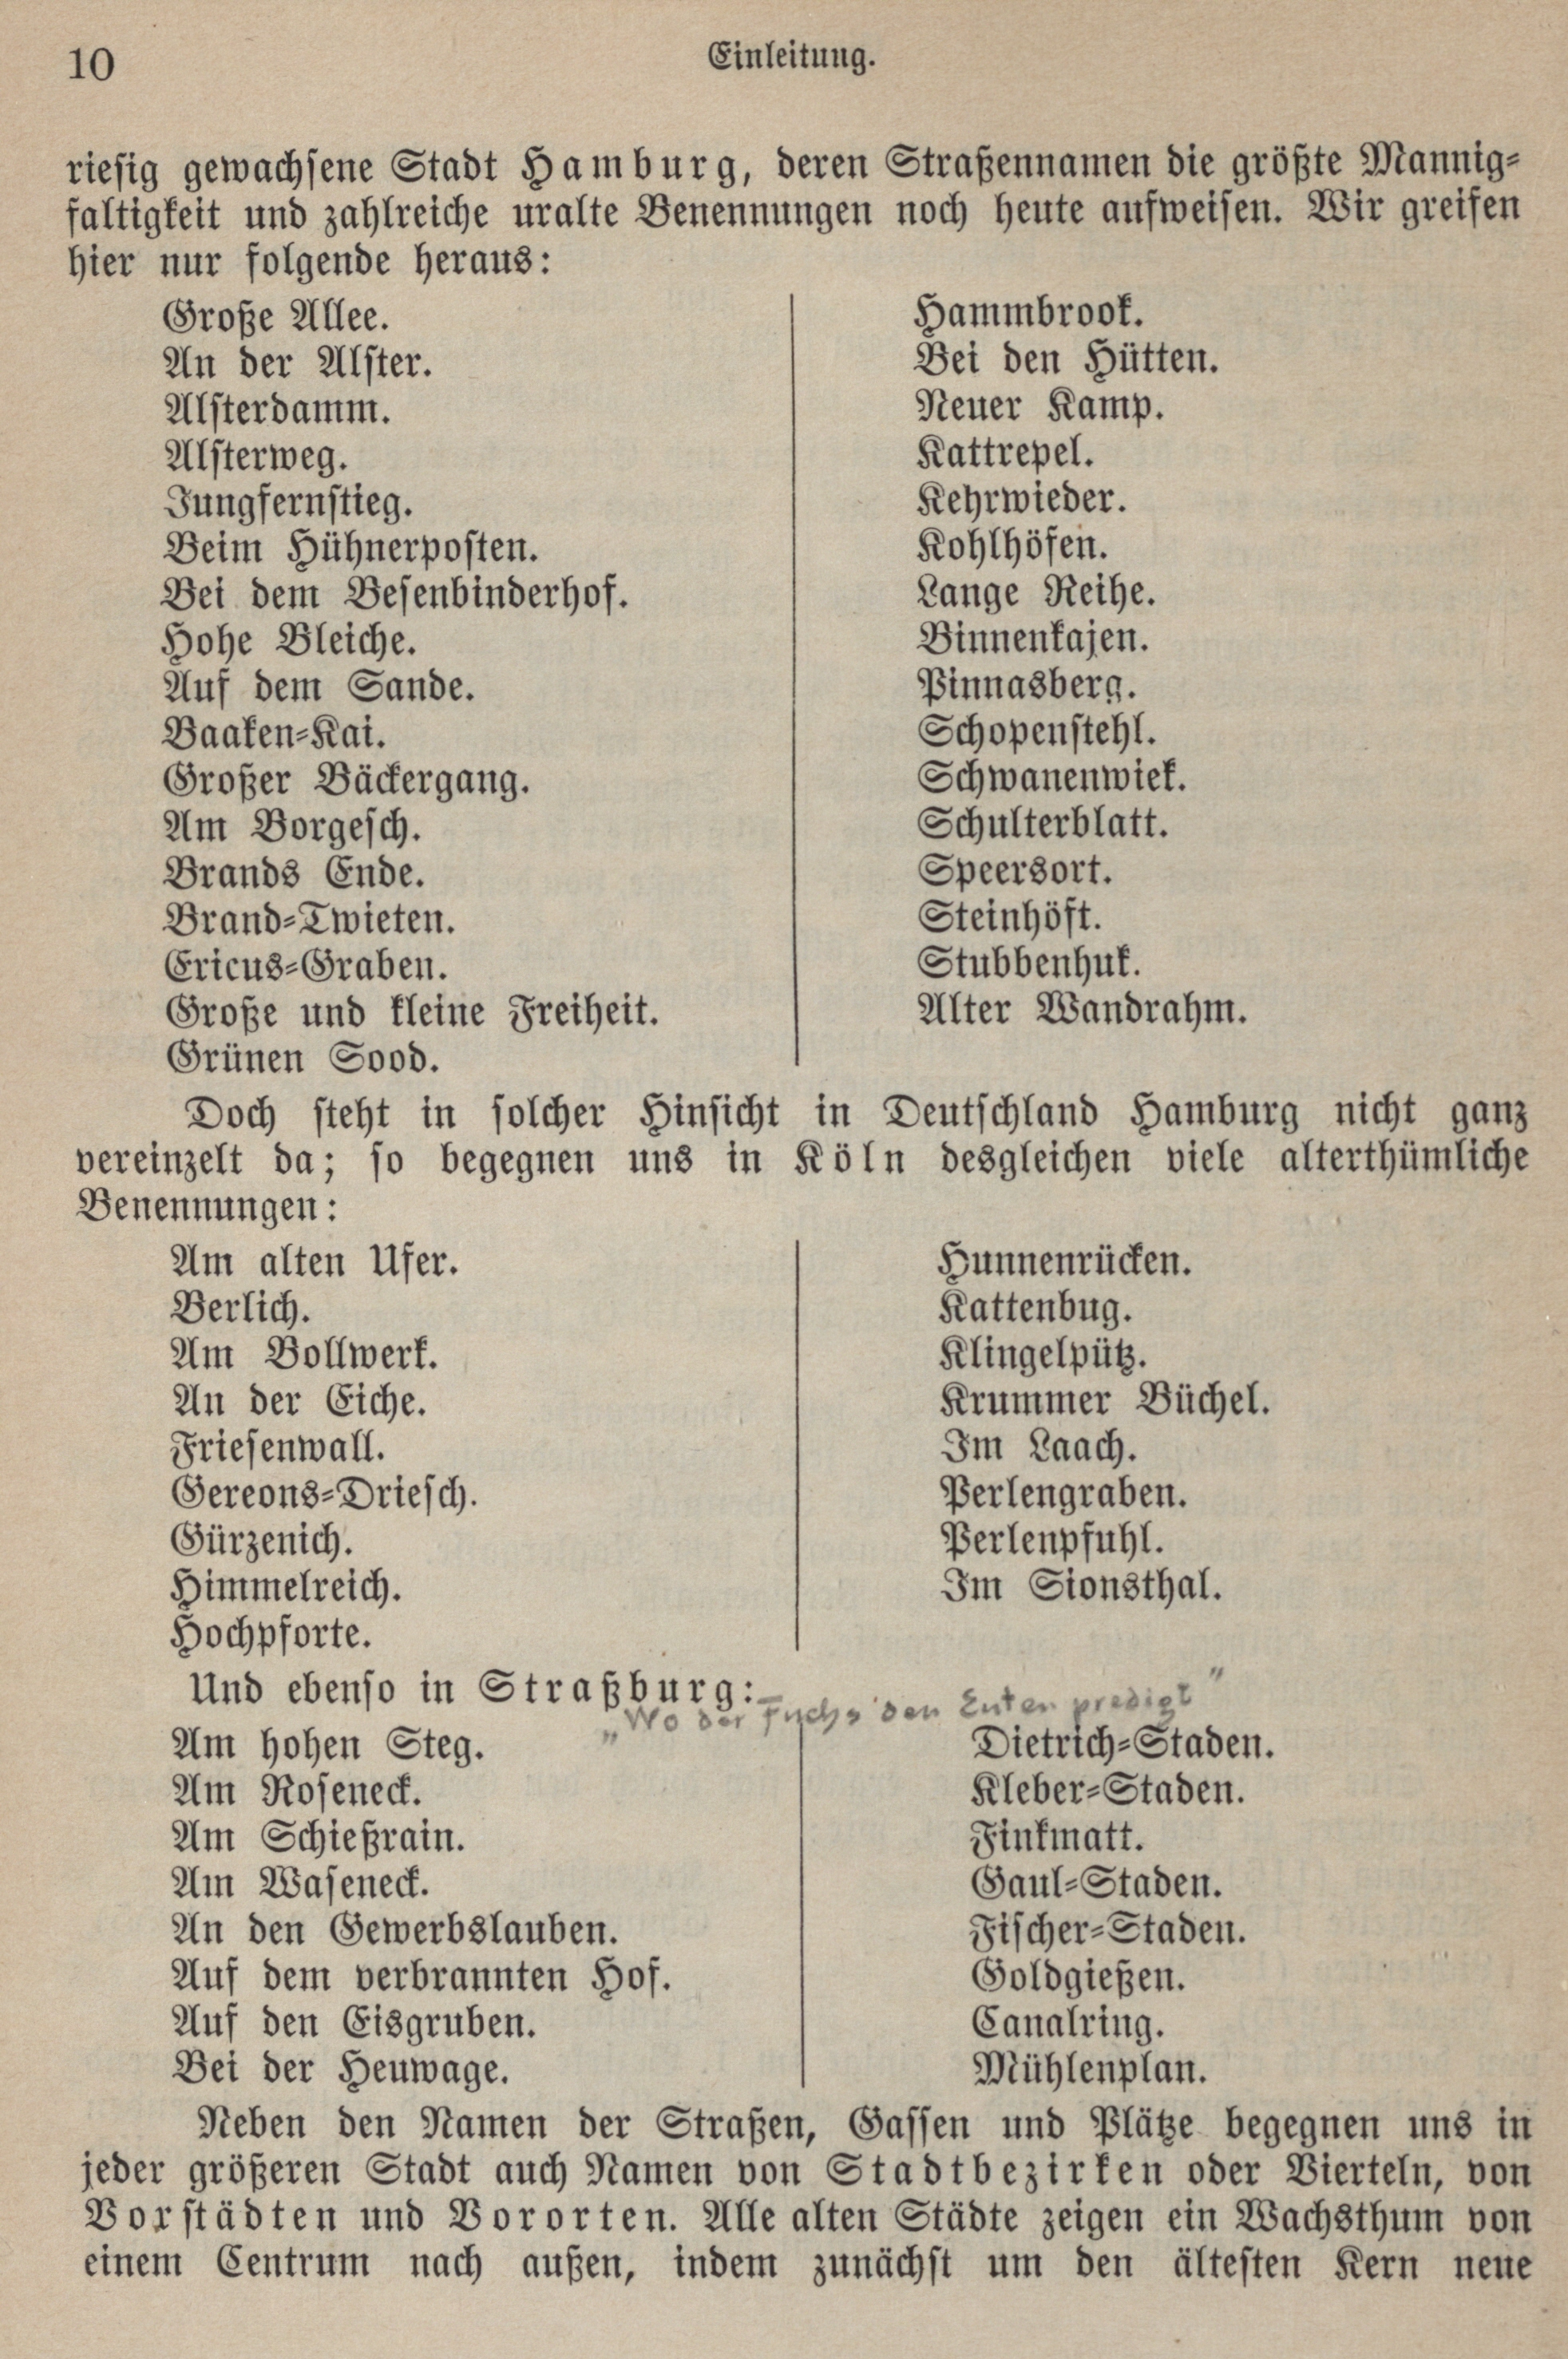 10
Einleitung.
riesig gewachsene Stadt Hamburg, deren Straßennamen die größte Mannig-
faltigkeit und zahlreiche uralte Benennungen noch heute aufweisen. Wir greifen
hier nur folgende heraus:
Große Allee.
An der Alster.
Alsterdamm.
Alsterweg.
Jungfernstieg.
Beim Hühnerposten.
Bei dem Besenbinderhof.
Hohe Bleiche.
Auf dem Sande.
Baaken-Kai.
Großer Bäckergang.
Am Borgesch.
Brands Ende.
Brand-Twieten.
Ericus-Graben.
Große und kleine Freiheit.
Grünen Sood.
Hammbrook.
Bei den Hütten.
Neuer Kamp.
Kattrepel.
Kehrwieder.
Kohlhöfen.
Lange Reihe.
Binnenkajen.
Pinnasberg.
Schopenstehl.
Schwanenwiek.
Schulterblatt.
Speersort.
Steinhöft.
Stubbenhuk.
Alter Wandrahm.
Doch steht in solcher Hinsicht in Deutschland Hamburg nicht ganz
vereinzelt da; so begegnen uns in Köln desgleichen viele alterthümliche
Benennungen:
Am alten Ufer.
Berlich.
Am Bollwerk.
An der Eiche.
Friesenwall.
Gereons-Driesch.
Gürzenich.
Himmelreich.
Hochpforte.
Hunnenrücken.
Kattenbug.
Klingelpütz.
Krummer Büchel.
Im Laach.
Perlengraben.
Perlenpfuhl.
Im Sionsthal.
Und ebenso in Straßburg:
„Wo der Fuchs den Enten predigt"
Am hohen Steg.
Am Roseneck.
Am Schießrain.
Am Waseneck.
An den Gewerbslauben.
Auf dem verbrannten Hof.
Auf den Eisgruben.
Bei der Heuwage.
Dietrich-Staden.
Kleber-Staden.
Finkmatt.
Gaul-Staden.
Fischer-Staden.
Goldgießen.
Canalring.
Mühlenplan.
Neben den Namen der Straßen, Gassen und Plätze begegnen uns in
jeder größeren Stadt auch Namen von Stadtbezirken oder Vierteln, von
Vorstädten und Vororten. Alle alten Städte zeigen ein Wachsthum von
einem Centrum nach außen, indem zunächst um den ältesten Kern neue